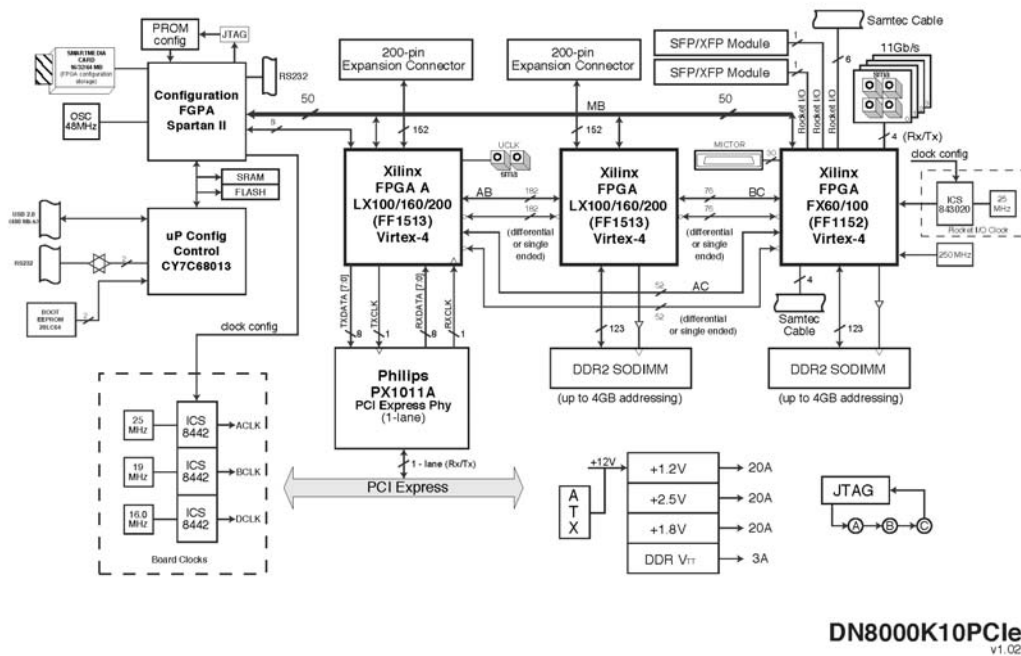 PROM
config
JTAG
SMARTMEDIA
CARD
16/32/64 MB
(FPGA configuration
storage)
Configuration
FGPA
Spartan II
RS232
OSC
48MHz
200-pin
Expansion Connector
200-pin
Expansion Connector
SFP/XFP Module
1
SFP/XFP Module
1
Samtec Cable
6
11Gb/s
sma
Rocket I/O
Rocket I/O
Rocket I/O
4 (Rx/Tx)
50
MB
50
8
152
152
UCLK
sma
MICTOR
30
Xilinx
FPGA A
LX100/160/200
(FF1513)
Virtex-4
AB
182
182
(differential
or single
ended)
Xilinx
FPGA
LX100/160/200
(FF1513)
Virtex-4
76
BC
76
(differential
or single
ended)
Xilinx
FPGA
FX60/100
(FF1152)
Virtex-4
clock config
ICS
843020
25
MHz
Rocket I/O Clock
250 MHz
SRAM
FLASH
USB 2.0
RS232
2
uP Config
Control
CY7C68013
BOOT
EEPROM
2
52
AC
52
(differential
or single ended)
4
Samtec
Cable
TXDATA [7:0]
TXCLK
RXDATA [7:0]
RXCLK
8
1
8
1
123
123
clock config
Philips
PX1011A
PCI Express Phy
(1-lane)
DDR2 SODIMM
(up to 4GB addressing)
DDR2 SODIMM
(up to 4GB addressing)
25
MHz
ICS
8442
ACLK
19
MHz
ICS
8442
BCLK
16.0
MHz
ICS
8442
DCLK
Board Clocks
1 - lane (Rx/Tx)
PCI Express
ATX
+12V
+1.2V
20A
+2.5V
20A
+1.8V
20A
DDR VTT
3A
JTAG
A
B
C
DN8000K10PCIe
v1.02